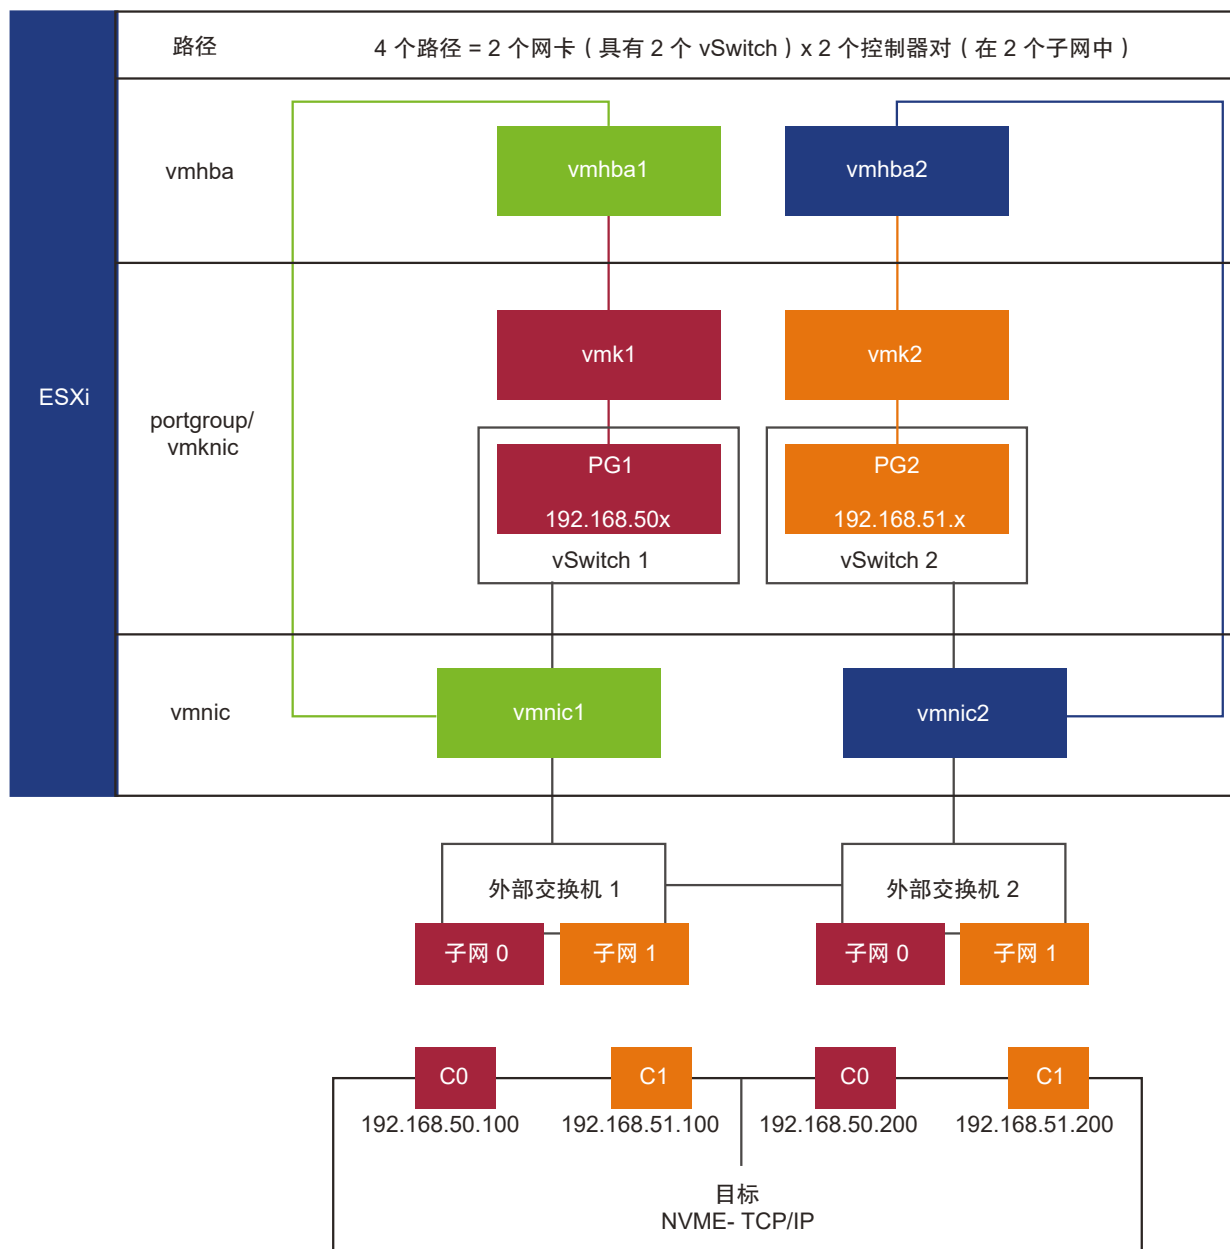 路径
4 个路径 = 2 个网卡（具有 2 个 vSwitch）x 2 个控制器对（在 2 个子网中）
vmhba
vmhba1
vmhba2
ESXi
portgroup/
vmknic
vmk1
vmk2
PG1
192.168.50x
vSwitch 1
PG2
192.168.51.x
vSwitch 2
vmnic
vmnic1
vmnic2
外部交换机 1
外部交换机 2
子网 0
子网 1
子网 0
子网 1
C0
C1
C0
C1
192.168.50.100
192.168.51.100
192.168.50.200
192.168.51.200
目标
NVME- TCP/IP